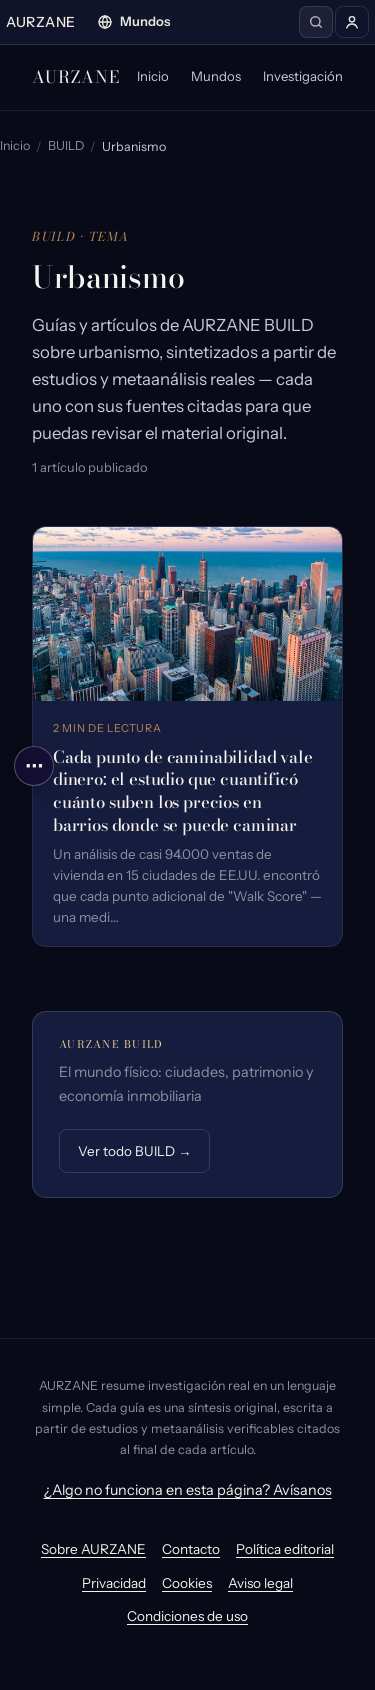 AURZANE Mundos
AURZANE Inicio Mundos Investigación
Inicio / BUILD / Urbanismo
BUILD · TEMA
Urbanismo
Guías y artículos de AURZANE BUILD
sobre urbanismo, sintetizados a partir de
estudios y metaanálisis reales — cada
uno con sus fuentes citadas para que
puedas revisar el material original.
1 artículo publicado
2 MIN DE LECTURA
Cada punto de caminabilidad vale
dinero: el estudio que cuantificó
cuánto suben los precios en
barrios donde se puede caminar
Un análisis de casi 94.000 ventas de
vivienda en 15 ciudades de EE.UU. encontró
que cada punto adicional de "Walk Score" —
una medi...
AURZANE BUILD
El mundo físico: ciudades, patrimonio y
economía inmobiliaria
Ver todo BUILD →
AURZANE resume investigación real en un lenguaje
simple. Cada guía es una síntesis original, escrita a
partir de estudios y metaanálisis verificables citados
al final de cada artículo.
¿Algo no funciona en esta página? Avísanos
Sobre AURZANE Contacto Política editorial
Privacidad Cookies Aviso legal
Condiciones de uso